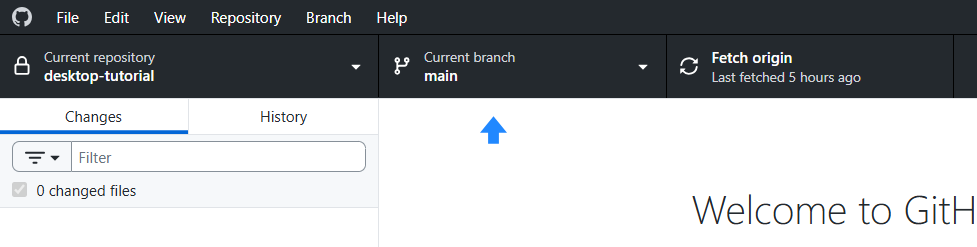 File Edit View Repository Branch Help
Current repository
desktop-tutorial
Current branch
main
Fetch origin
Last fetched 5 hours ago
Changes
History
Filter
0 changed files
Welcome to GitH